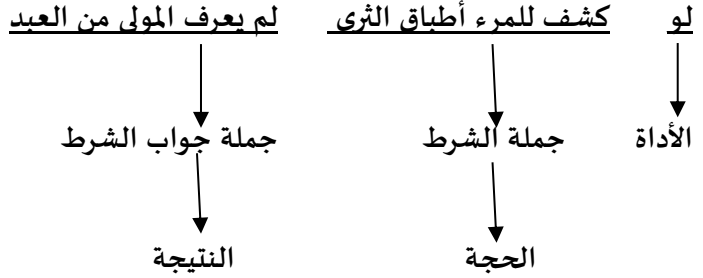 لو كشف للمرء أطباق الثرى لم يعرف المولى من العبد
الأداة جملة الشرط جملة جواب الشرط
الحجة النتيجة